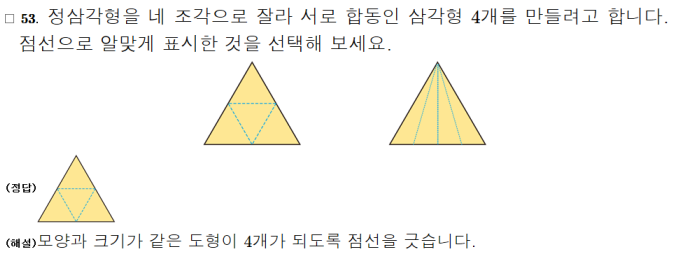 □ 53. 정삼각형을 네 조각으로 잘라 서로 합동인 삼각형 4개를 만들려고 합니다.
점선으로 알맞게 표시한 것을 선택해 보세요.
(정답)
(해설)모양과 크기가 같은 도형이 4개가 되도록 점선을 긋습니다.